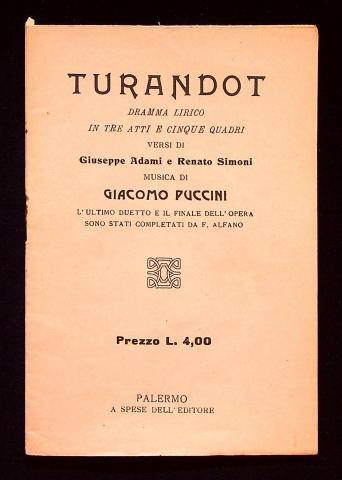 TURANDOT
DRAMMA LIRICO
IN TRE ATTI E CINQUE QUADRI
VERSI DI
Giuseppe Adami e Renato Simoni
MUSICA DI
GIACOMO PUCCINI
L'ULTIMO DUETTO E IL FINALE DELL'OPERA
SONO STATI COMPLETATI DA F. ALFANO
Prezzo L. 4,00
PALERMO
A SPESE DELL'EDITORE